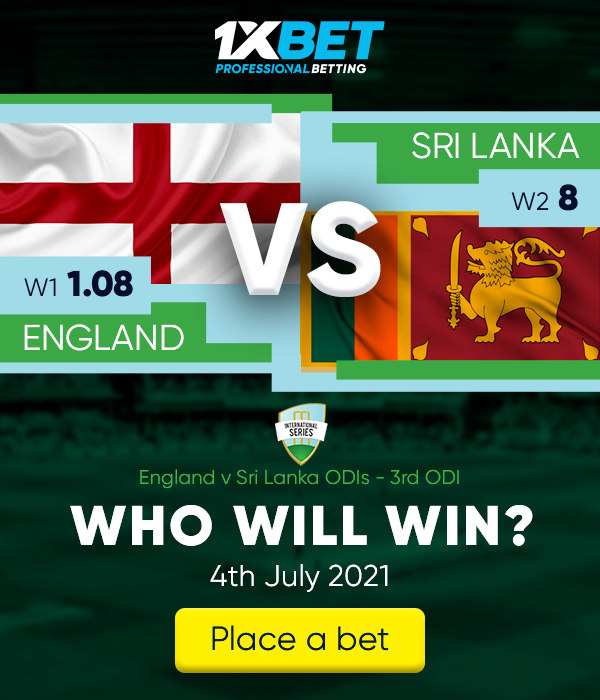 1XBET
PROFESSIONAL BETTING
SRI LANKA
W2 8
VS
W1 1.08
ENGLAND
INTERNATIONAL
SERIES
England v Sri Lanka ODIs - 3rd ODI
WHO WILL WIN?
4th July 2021
Place a bet